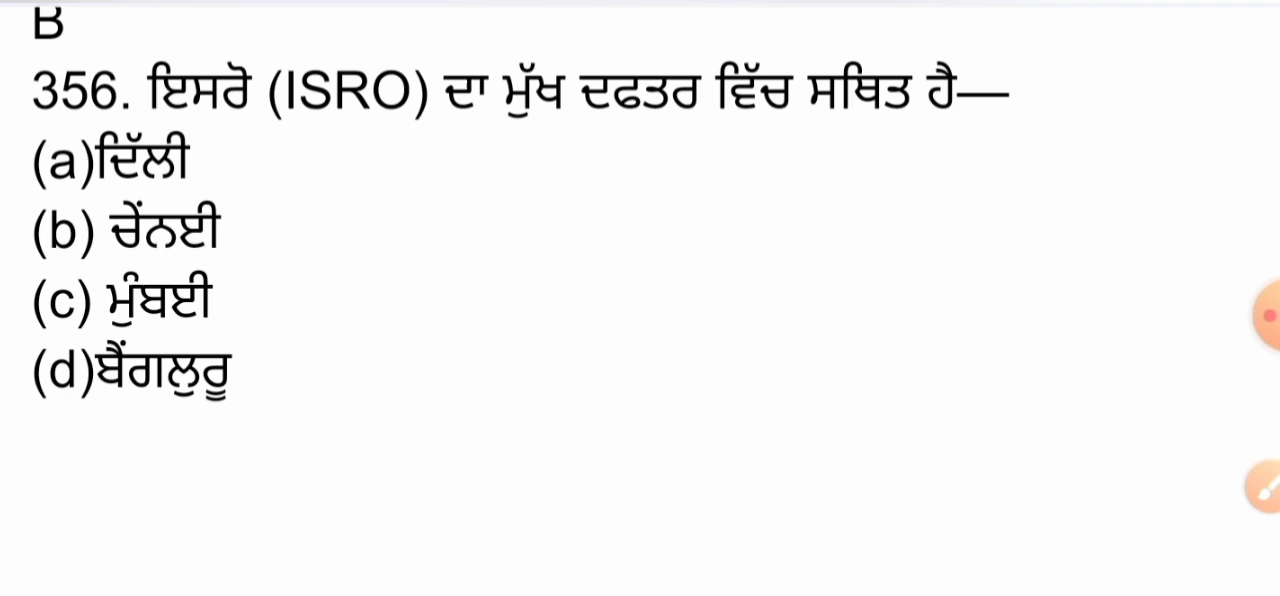 B
356. ਇਸਰੋ (ISRO) ਦਾ ਮੁੱਖ ਦਫਤਰ ਵਿੱਚ ਸਥਿਤ ਹੈ—
(a)ਦਿੱਲੀ
(b) ਚੇਂਨਈ
(c) ਮੁੰਬਈ
(d)ਬੈਂਗਲੁਰੂ